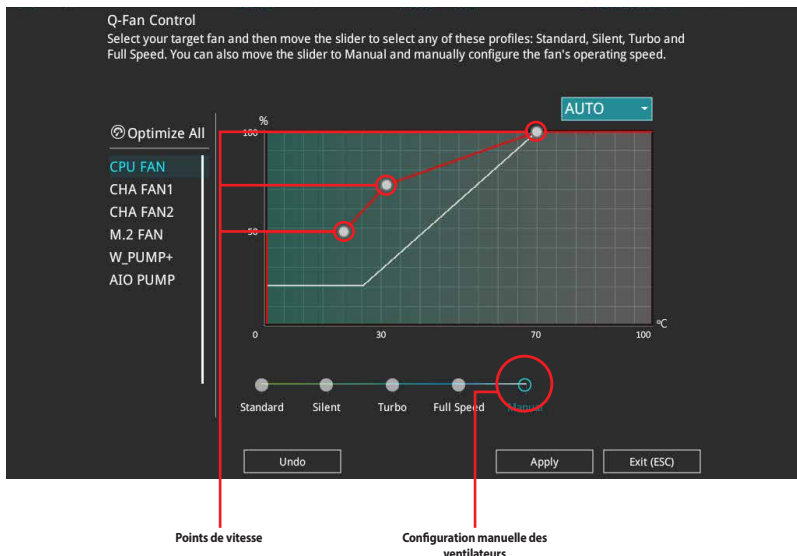 Q-Fan Control
Select your target fan and then move the slider to select any of these profiles: Standard, Silent, Turbo and
Full Speed. You can also move the slider to Manual and manually configure the fan's operating speed.
AUTO
Optimize All
CPU FAN
CHA FAN1
CHA FAN2
M.2 FAN
W_PUMP+
AIO PUMP
%
100
50
0
30
70
100
°C
Standard
Silent
Turbo
Full Speed
Manual
Undo
Apply
Exit (ESC)
Points de vitesse
Configuration manuelle des
ventilateurs